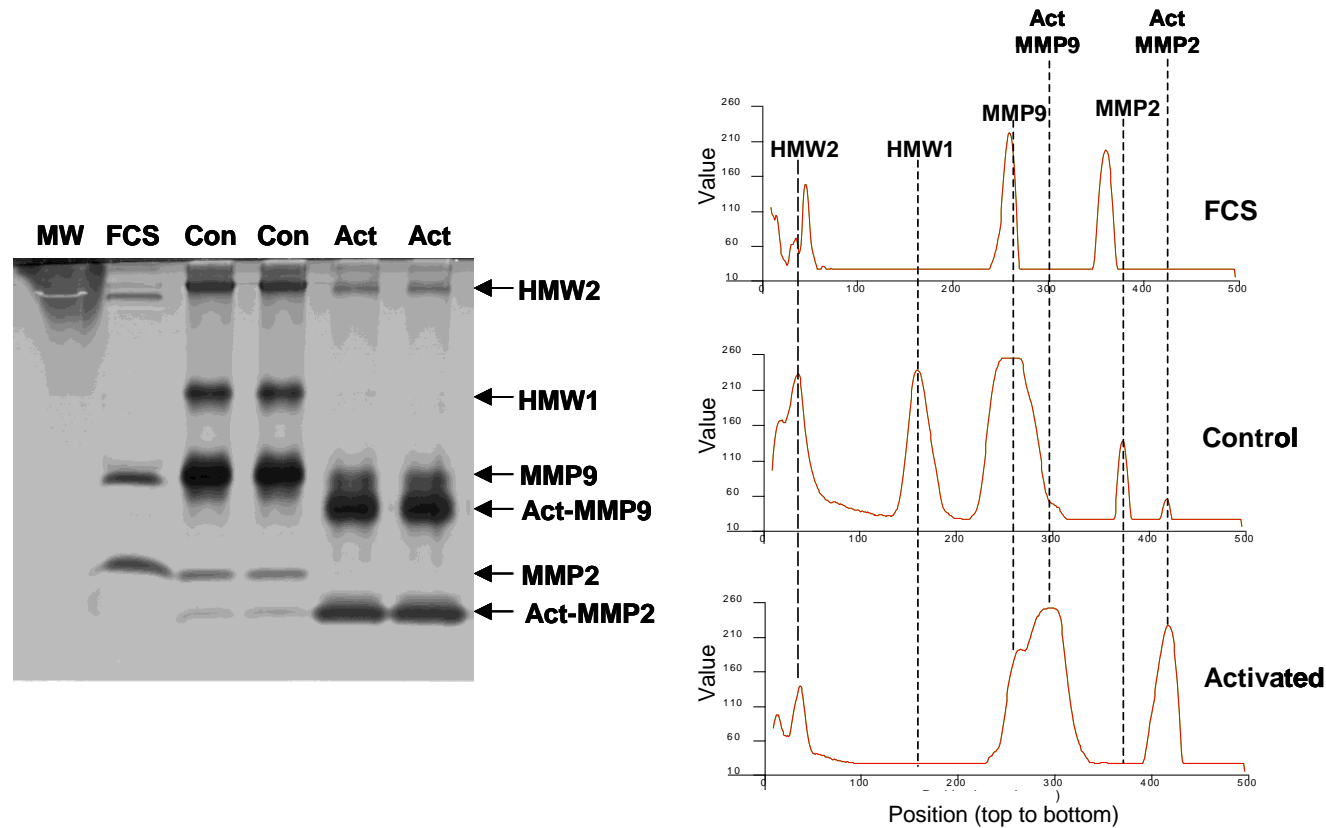 MW FCS Con Con Act Act
HMW2
HMW1
MMP9
Act-MMP9
MMP2
Act-MMP2
Act
MMP9
Act
MMP2
HMW2
HMW1
MMP9
MMP2
Value
260
210
160
110
60
10
0 100 200 300 400 500
FCS
Value
260
210
160
110
60
10
0 100 200 300 400 500
Control
Value
260
210
160
110
60
10
0 100 200 300 400 500
Activated
Position (top to bottom)